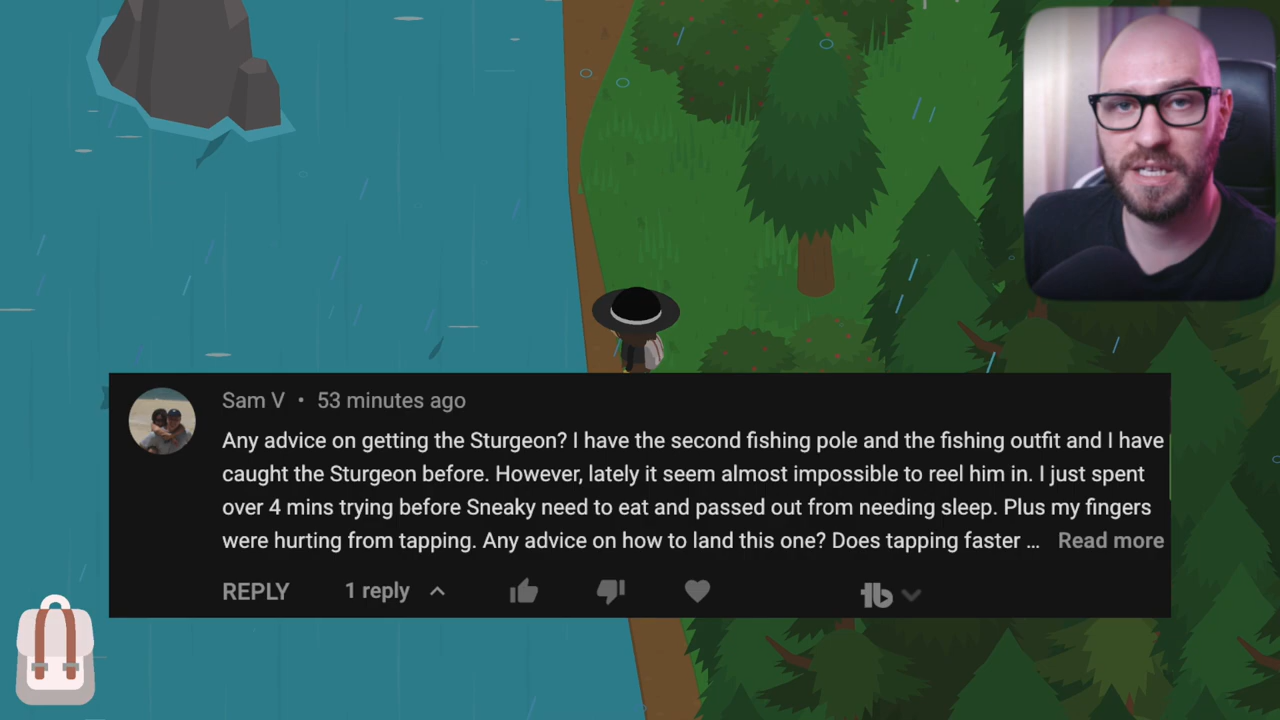 Sam V • 53 minutes ago
Any advice on getting the Sturgeon? I have the second fishing pole and the fishing outfit and I have
caught the Sturgeon before. However, lately it seem almost impossible to reel him in. I just spent
over 4 mins trying before Sneaky need to eat and passed out from needing sleep. Plus my fingers
were hurting from tapping. Any advice on how to land this one? Does tapping faster ... Read more
REPLY 1 reply tb